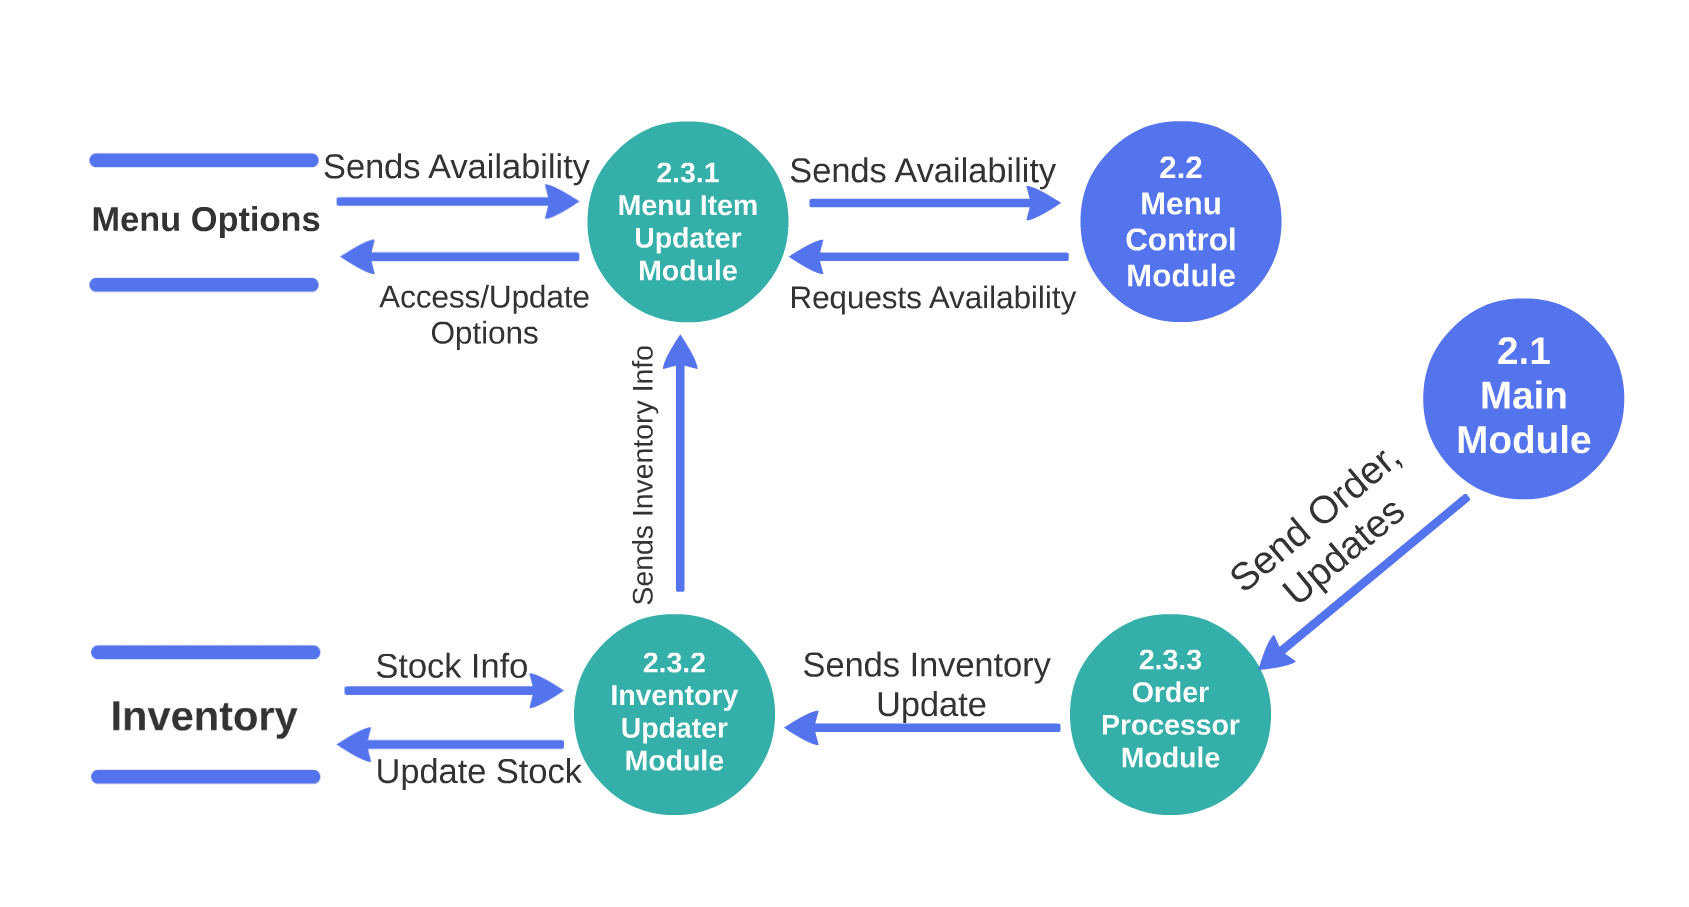 Menu Options
Sends Availability
Access/Update
Options
2.3.1
Menu Item
Updater
Module
Sends Availability
Requests Availability
2.2
Menu
Control
Module
2.1
Main
Module
Send Order,
Updates
Sends Inventory Info
Inventory
Stock Info
Update Stock
2.3.2
Inventory
Updater
Module
Sends Inventory
Update
2.3.3
Order
Processor
Module